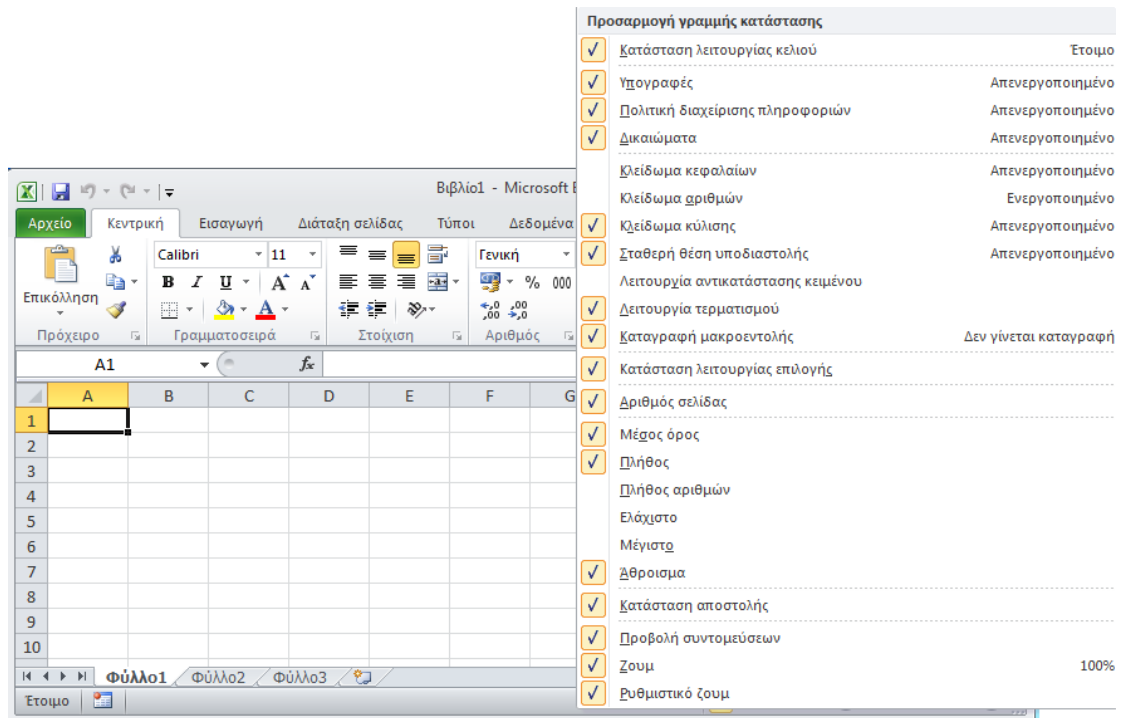 Προσαρμογή γραμμής κατάστασης
Κατάσταση λειτουργίας κελιού Έτοιμο
Υπογραφές Απενεργοποιημένο
Πολιτική διαχείρισης πληροφοριών Απενεργοποιημένο
Δικαιώματα Απενεργοποιημένο
Κλείδωμα κεφαλαίων Απενεργοποιημένο
Κλείδωμα αριθμών Ενεργοποιημένο
Κλείδωμα κύλισης Απενεργοποιημένο
Σταθερή θέση υποδιαστολής Απενεργοποιημένο
Λειτουργία αντικατάστασης κειμένου
Λειτουργία τερματισμού
Καταγραφή μακροεντολής Δεν γίνεται καταγραφή
Κατάσταση λειτουργίας επιλογής
Αριθμός σελίδας
Μέσος όρος
Πλήθος
Πλήθος αριθμών
Ελάχιστο
Μέγιστο
Άθροισμα
Κατάσταση αποστολής
Προβολή συντομεύσεων
Ζουμ 100%
Ρυθμιστικό ζουμ
Βιβλίο1 - Microsoft
Αρχείο Κεντρική Εισαγωγή Διάταξη σελίδας Τύποι Δεδομένα
Calibri 11 Γενική
B I U A A % 000
Επικόλληση
A ,0 ,00 ,00 ,0
Πρόχειρο Γραμματοσειρά Στοίχιση Αριθμός
A1 fx
A B C D E F G
1
2
3
4
5
6
7
8
9
10
Φύλλο1 Φύλλο2 Φύλλο3
Έτοιμο